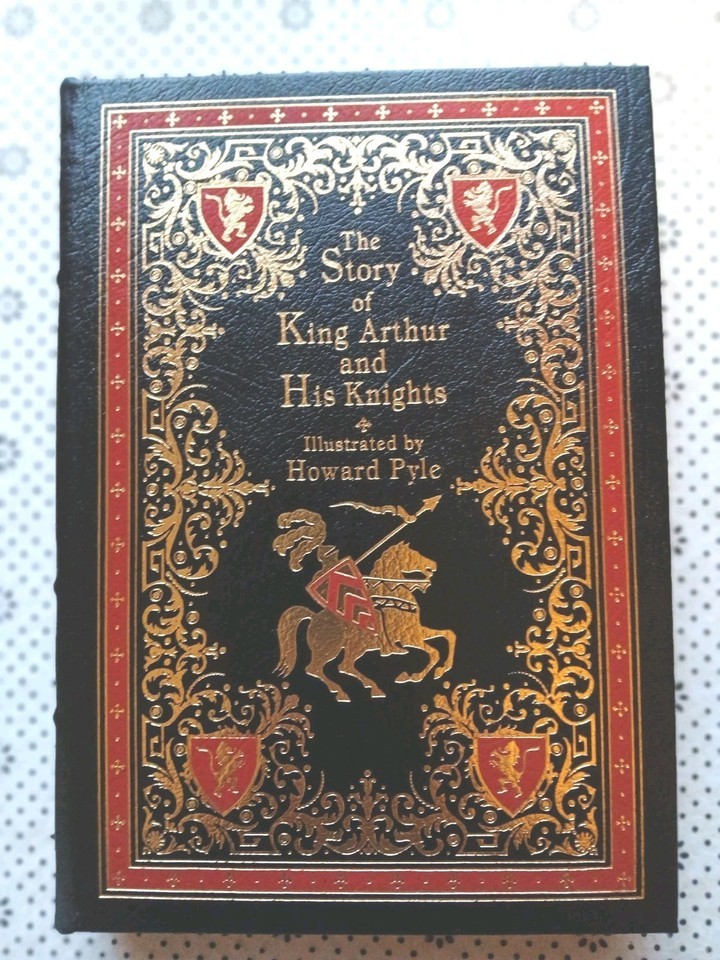 The
Story
of
King Arthur
and
His Knights
Illustrated by
Howard Pyle